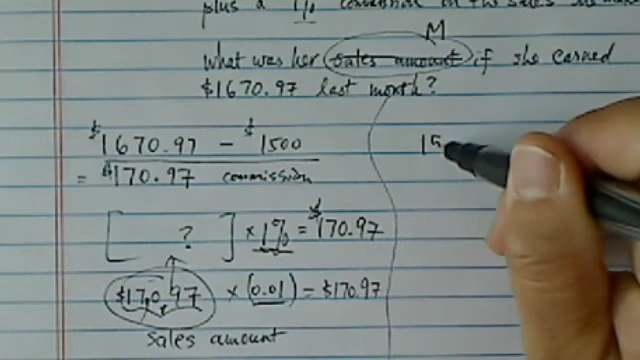 plus a 1% commission on the sales she
M
What was her sales amount if she earned
$1670.97 last month?
$1670.97 - $1500
= $170.97 commission
15
[ ? ] × 1% = $170.97
$17,097 × (0.01) = $170.97
sales amount